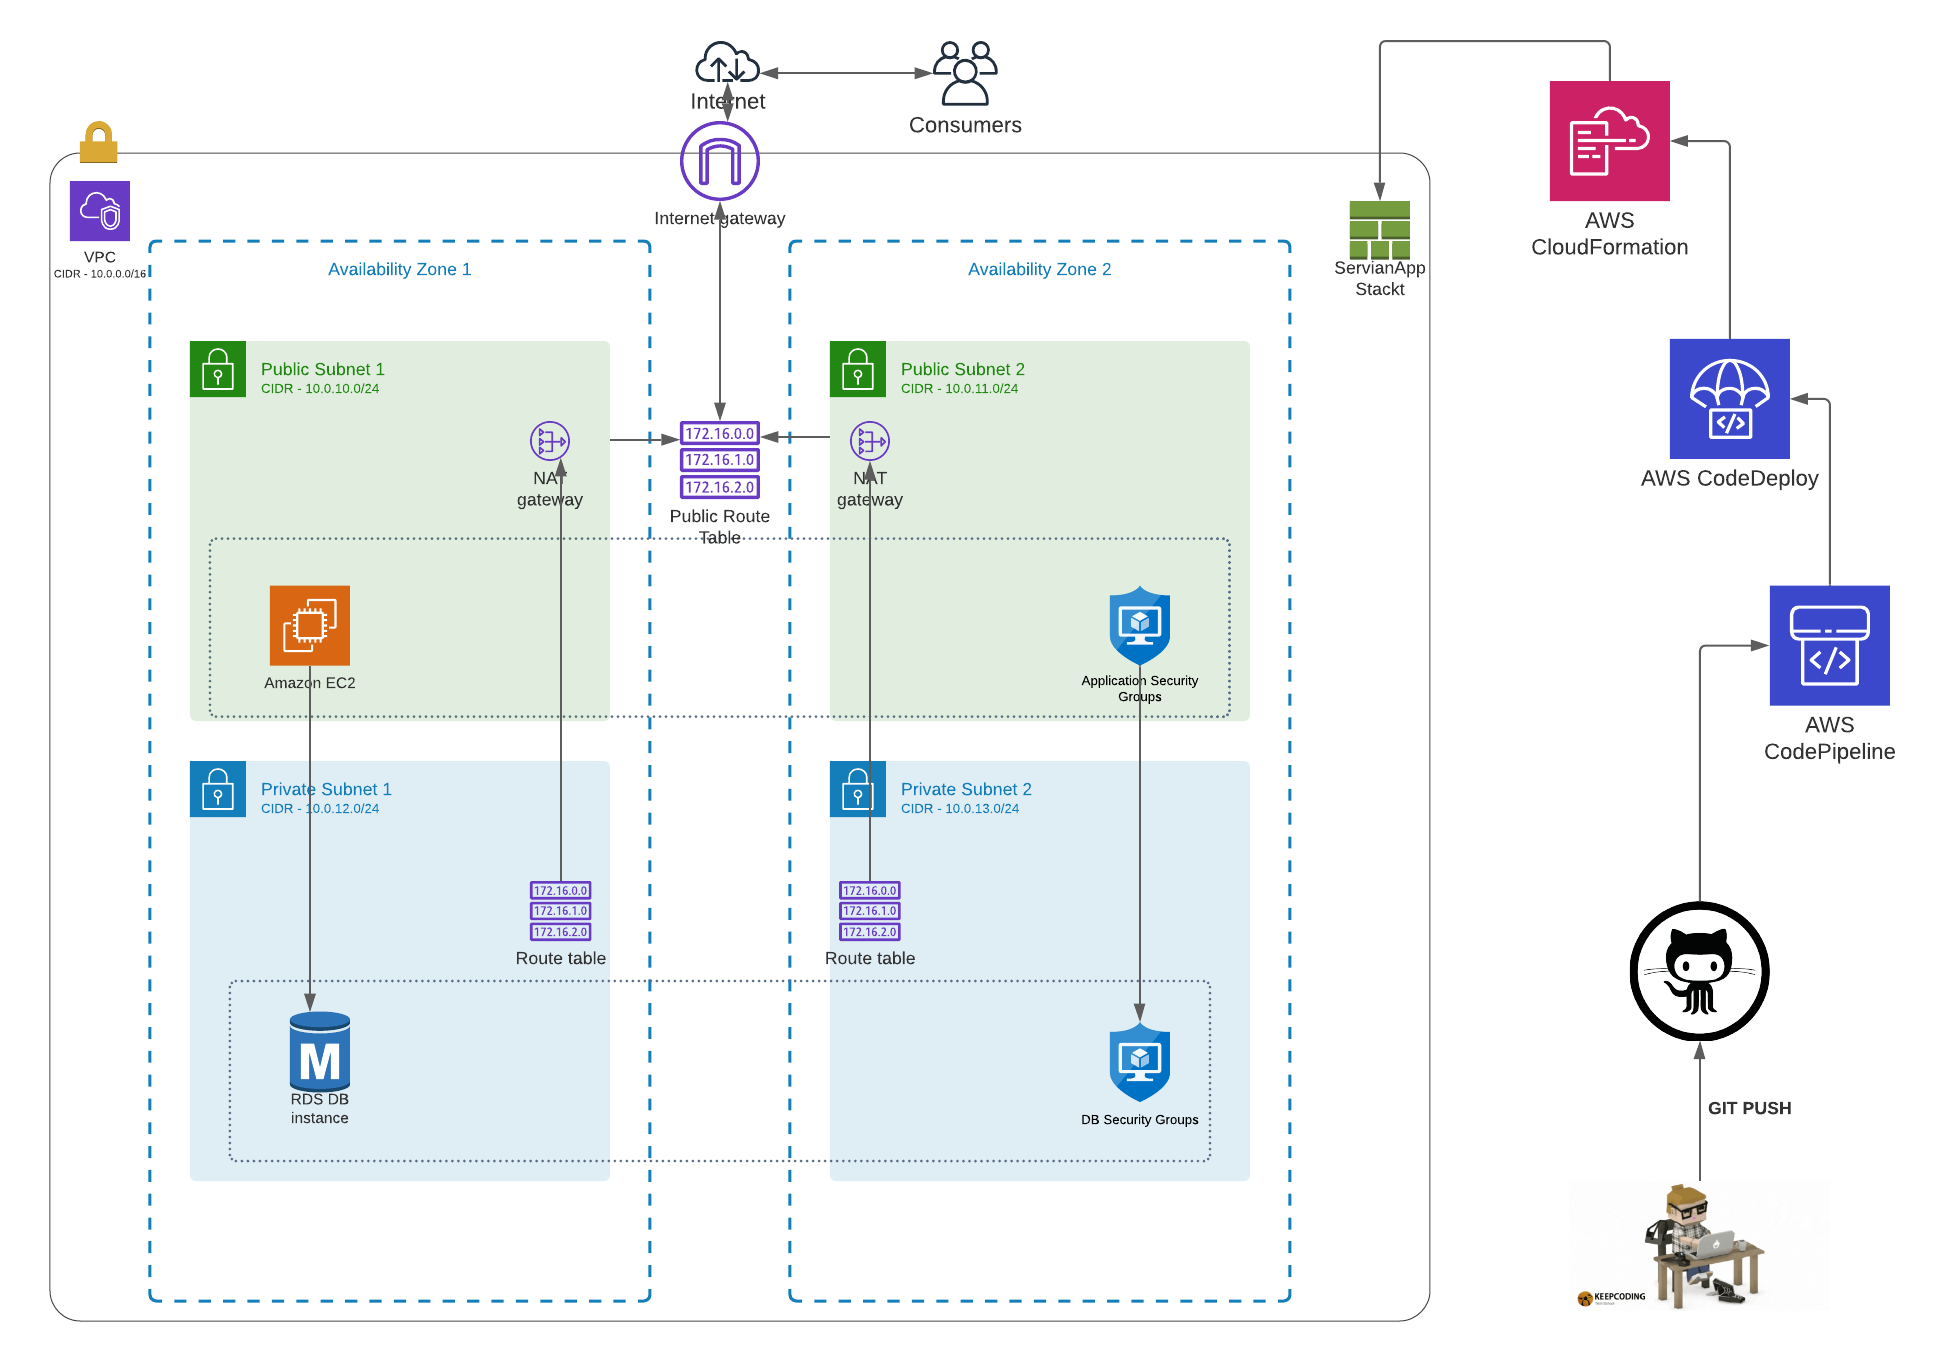 Internet
Consumers
Internet gateway
VPC
CIDR - 10.0.0.0/16
Availability Zone 1
Availability Zone 2
ServianApp
Stackt
AWS
CloudFormation
Public Subnet 1
CIDR - 10.0.10.0/24
Public Subnet 2
CIDR - 10.0.11.0/24
172.16.0.0
172.16.1.0
172.16.2.0
NAT
gateway
Public Route
Table
NAT
gateway
AWS CodeDeploy
Amazon EC2
Application Security
Groups
AWS
CodePipeline
Private Subnet 1
CIDR - 10.0.12.0/24
Private Subnet 2
CIDR - 10.0.13.0/24
172.16.0.0
172.16.1.0
172.16.2.0
Route table
172.16.0.0
172.16.1.0
172.16.2.0
Route table
M
RDS DB
instance
DB Security Groups
GIT PUSH
KEEPCODING